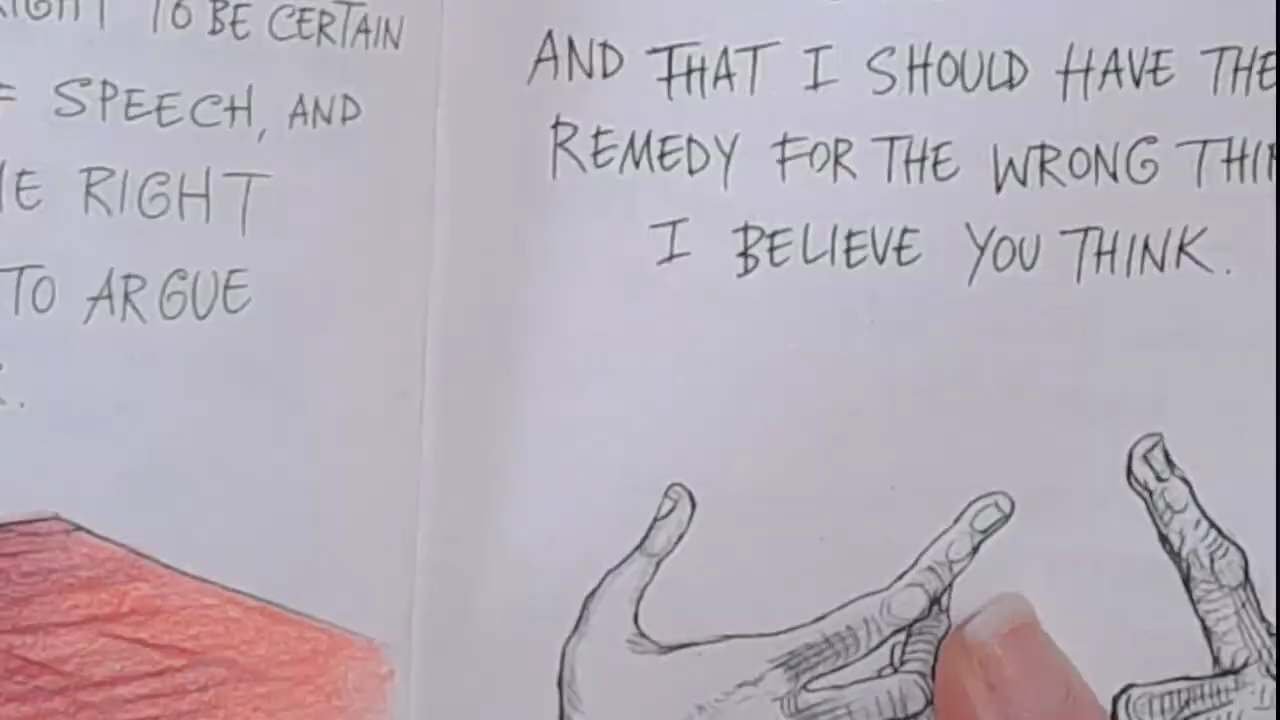 TO BE CERTAIN
SPEECH, AND
RIGHT
TO ARGUE
AND THAT I SHOULD HAVE THE
REMEDY FOR THE WRONG
I BELIEVE YOU THINK.